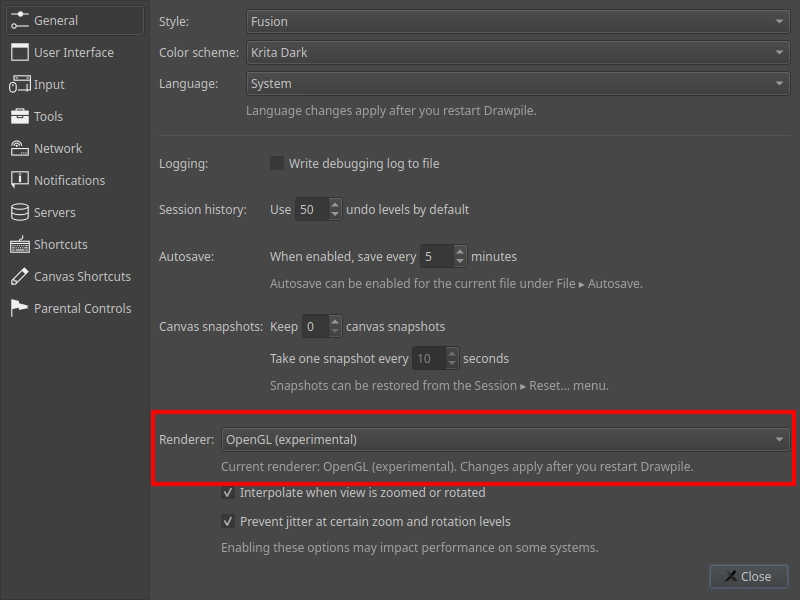 General
User Interface
Input
Tools
Network
Notifications
Servers
Shortcuts
Canvas Shortcuts
Parental Controls
Style: Fusion
Color scheme: Krita Dark
Language: System
Language changes apply after you restart Drawpile.
Logging: Write debugging log to file
Session history: Use 50 undo levels by default
Autosave: When enabled, save every 5 minutes
Autosave can be enabled for the current file under File ▸ Autosave.
Canvas snapshots: Keep 0 canvas snapshots
Take one snapshot every 10 seconds
Snapshots can be restored from the Session ▸ Reset... menu.
Renderer: OpenGL (experimental)
Current renderer: OpenGL (experimental). Changes apply after you restart Drawpile.
Interpolate when view is zoomed or rotated
Prevent jitter at certain zoom and rotation levels
Enabling these options may impact performance on some systems.
Close